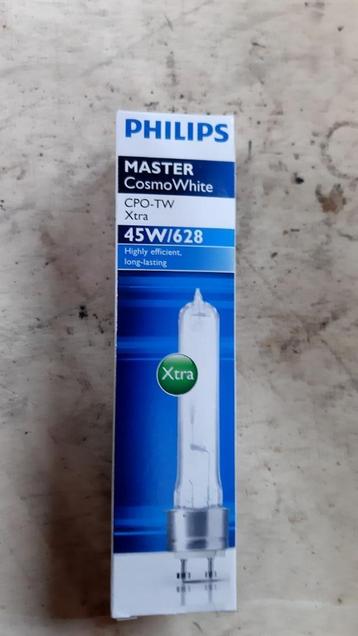 PHILIPS
MASTER
CosmoWhite
CPO-TW
Xtra
45W/628
Highly efficient,
long-lasting
Xtra